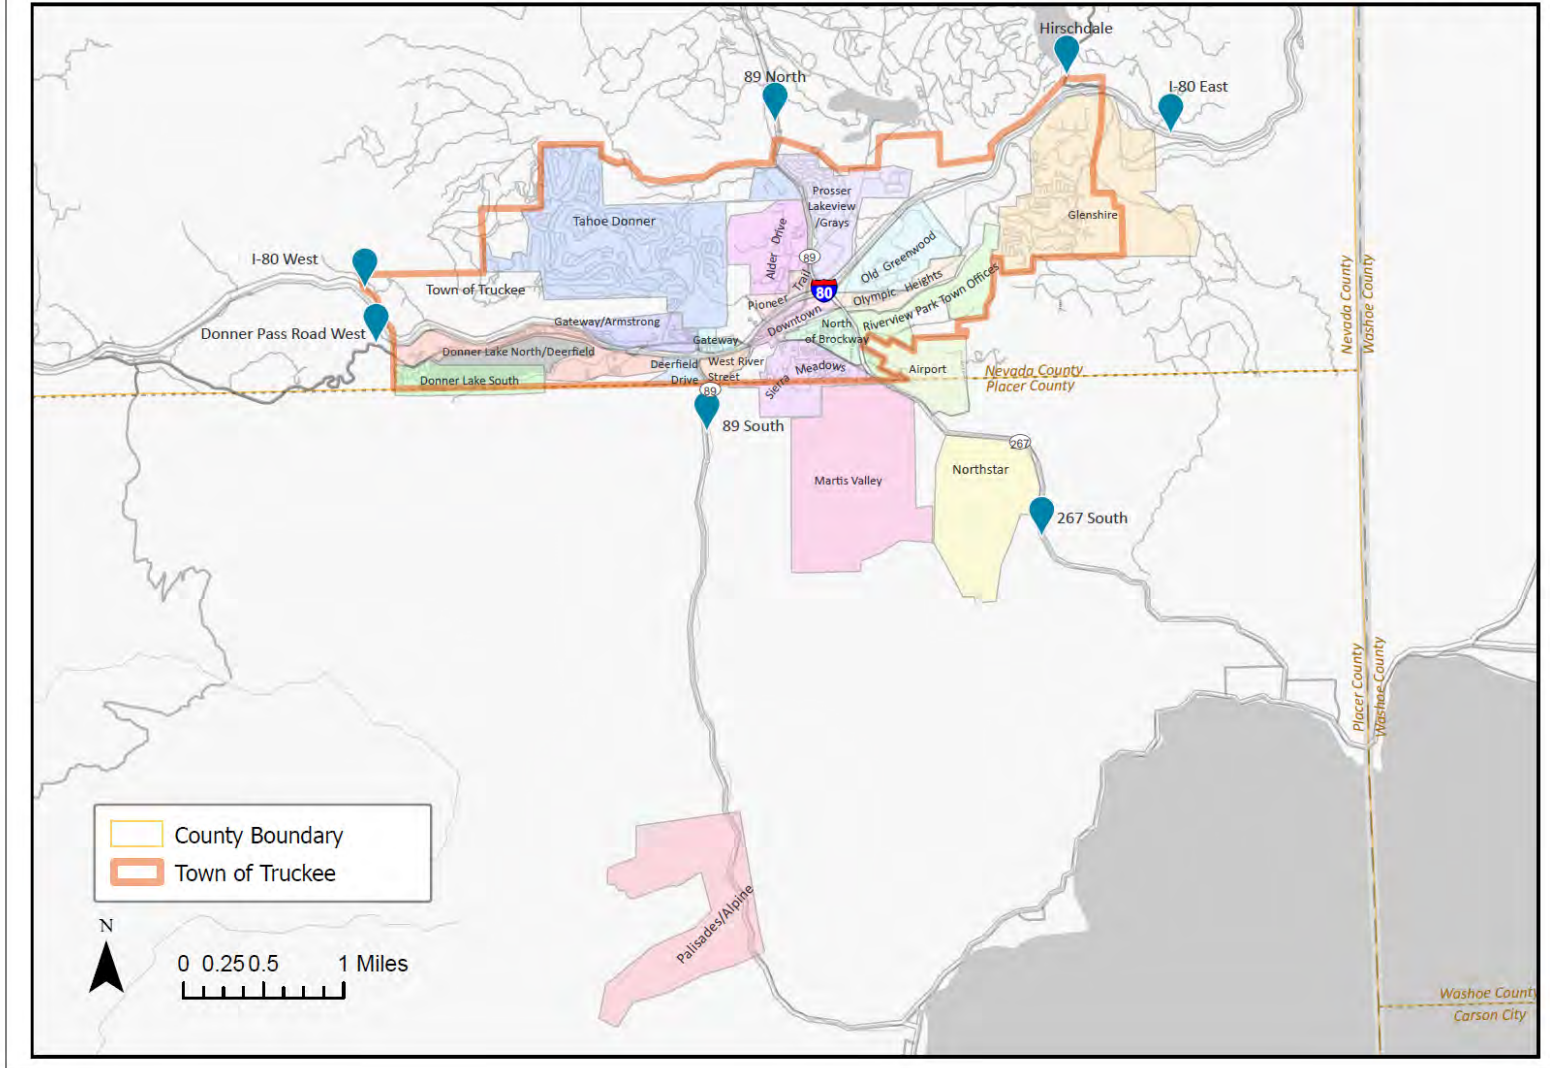 Hirschdale
89 North
I-80 East
Prosser
Lakeview
/Grays
Tahoe Donner
Glenshire
Alder Drive
Old Greenwood
89
I-80 West
Town of Truckee
80
Pioneer Trail
Olympic Heights
Riverview Park Town Offices
Nevada County
Washoe County
Gateway/Armstrong
Downtown
North
of Brockway
Donner Pass Road West
Gateway
Donner Lake North/Deerfield
Deerfield
Drive
West River
Street
Sierra Meadows
Airport
Nevada County
Placer County
Donner Lake South
89
89 South
267
Northstar
Martis Valley
267 South
Placer County
Washoe County
County Boundary
Town of Truckee
Palisades/Alpine
N
0 0.25 0.5 1 Miles
Washoe County
Carson City